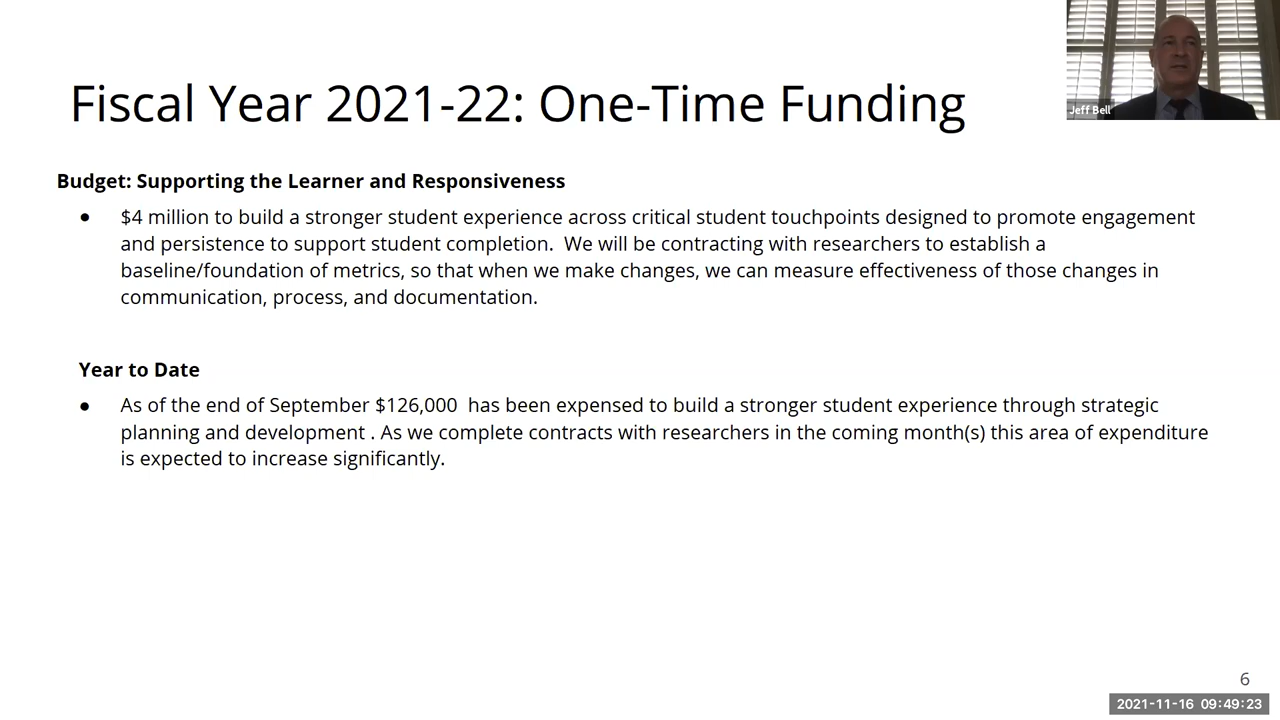 Jeff Bell
Fiscal Year 2021-22: One-Time Funding
Budget: Supporting the Learner and Responsiveness
● $4 million to build a stronger student experience across critical student touchpoints designed to promote engagement
and persistence to support student completion.  We will be contracting with researchers to establish a
baseline/foundation of metrics, so that when we make changes, we can measure effectiveness of those changes in
communication, process, and documentation.
Year to Date
● As of the end of September $126,000  has been expensed to build a stronger student experience through strategic
planning and development . As we complete contracts with researchers in the coming month(s) this area of expenditure
is expected to increase significantly.
6
2021-11-16 09:49:23